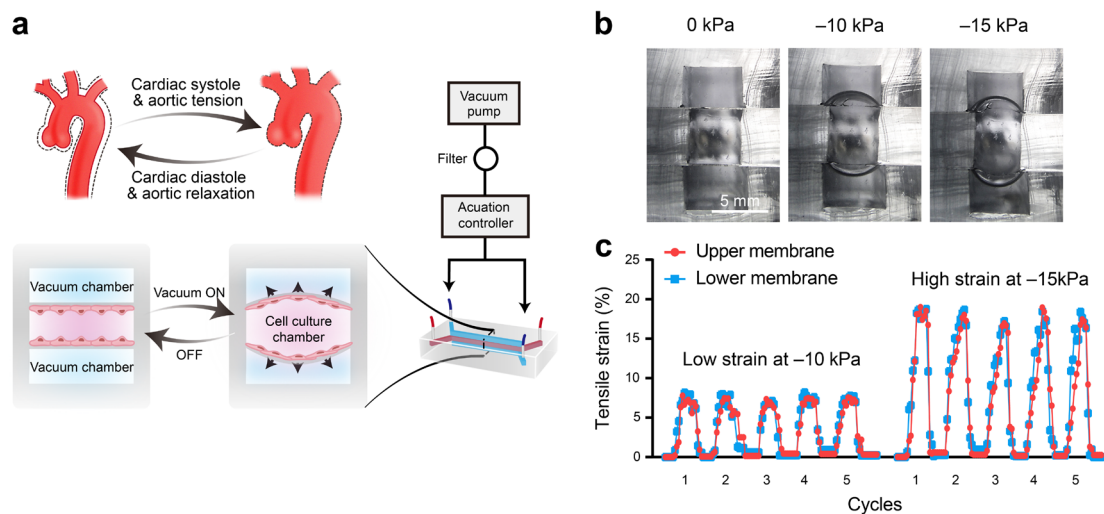 a
Cardiac systole
& aortic tension
Cardiac diastole
& aortic relaxation
Vacuum
pump
Filter
Acuation
controller
Vacuum chamber
Vacuum chamber
Vacuum ON
OFF
Cell culture
chamber
b
0 kPa
–10 kPa
–15 kPa
5 mm
c
Upper membrane
Lower membrane
High strain at –15kPa
Low strain at –10 kPa
Tensile strain (%)
25
20
15
10
5
0
1 2 3 4 5 1 2 3 4 5
Cycles